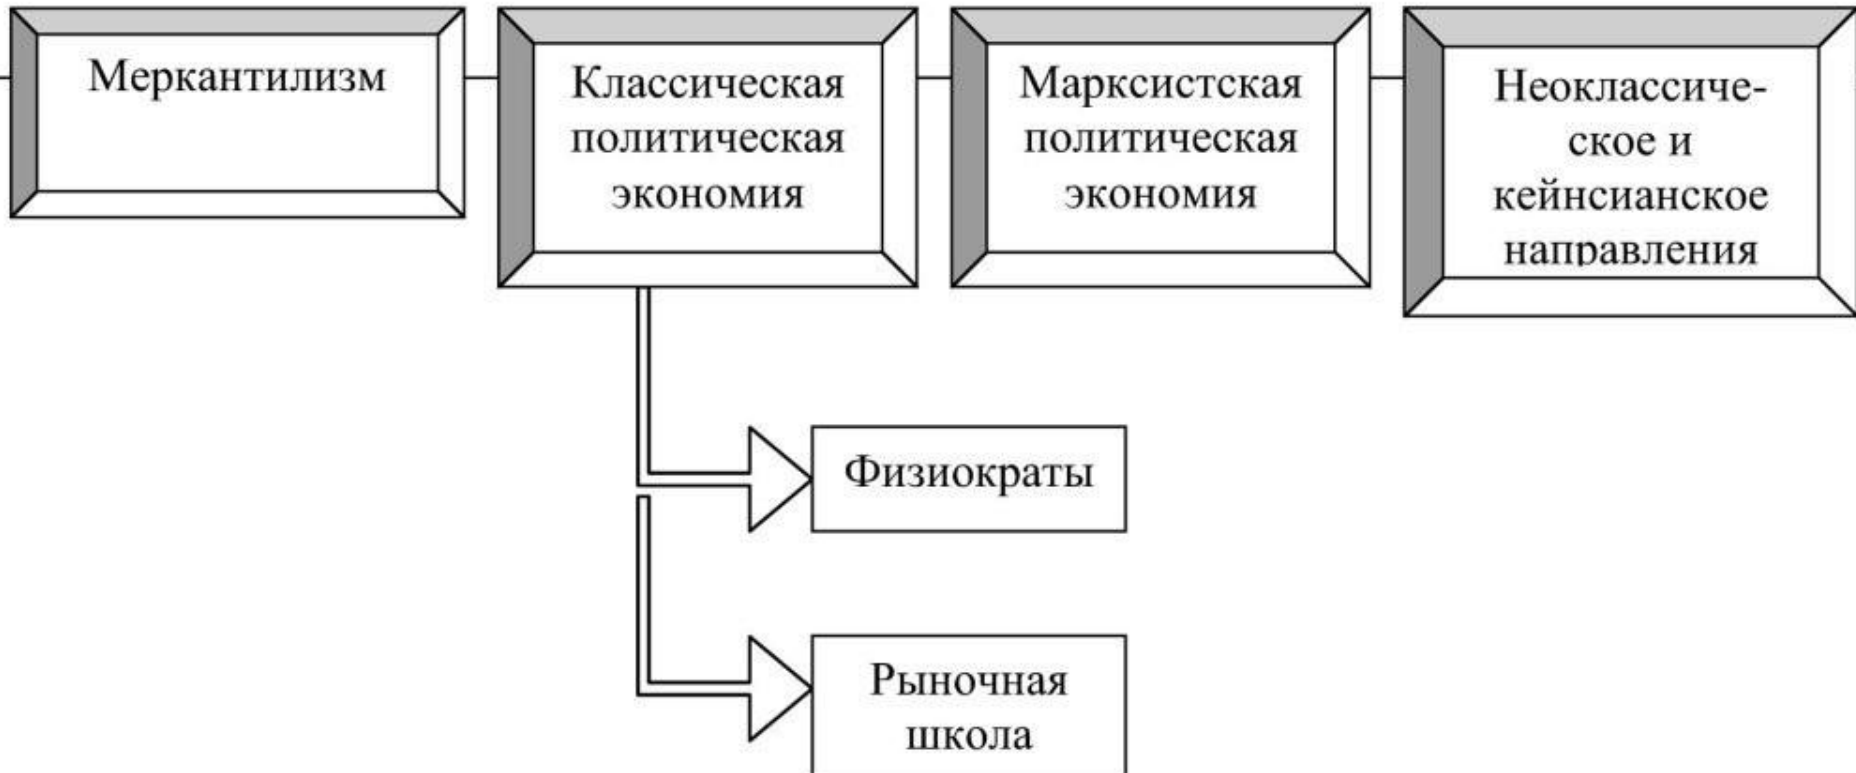 Меркантилизм
Классическая
политическая
экономия
Марксистская
политическая
экономия
Неоклассиче-
ское и
кейнсианское
направления
Физиократы
Рыночная
школа